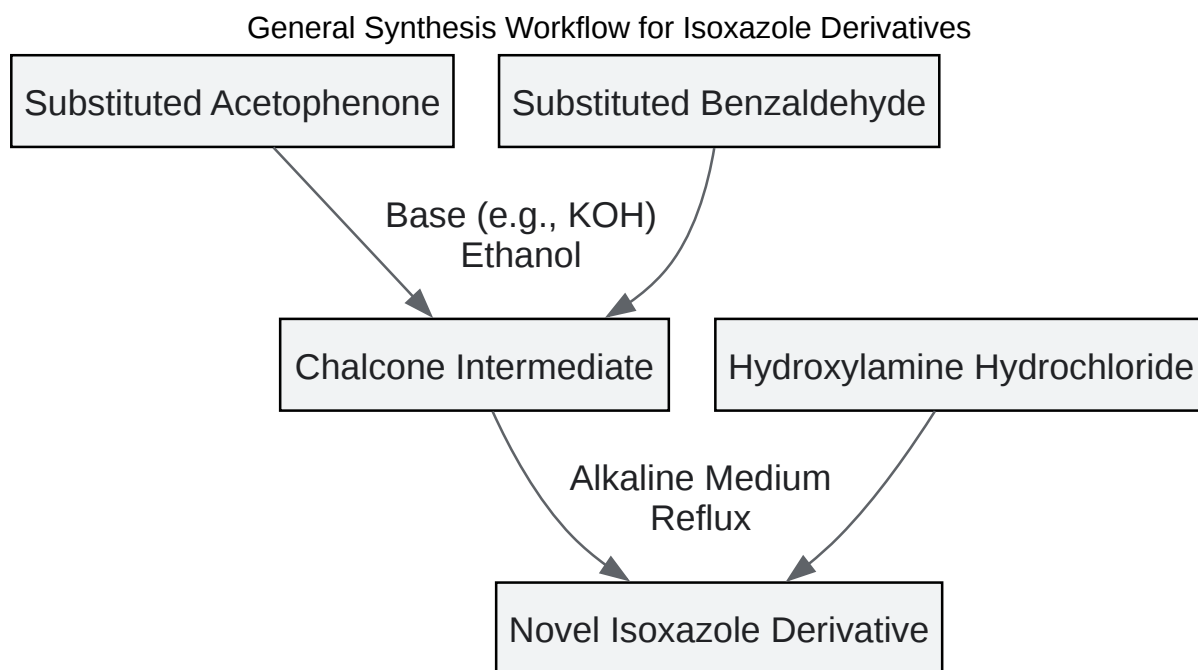 General Synthesis Workflow for Isoxazole Derivatives
Substituted Acetophenone
Substituted Benzaldehyde
Base (e.g., KOH)
Ethanol
Chalcone Intermediate
Hydroxylamine Hydrochloride
Alkaline Medium
Reflux
Novel Isoxazole Derivative